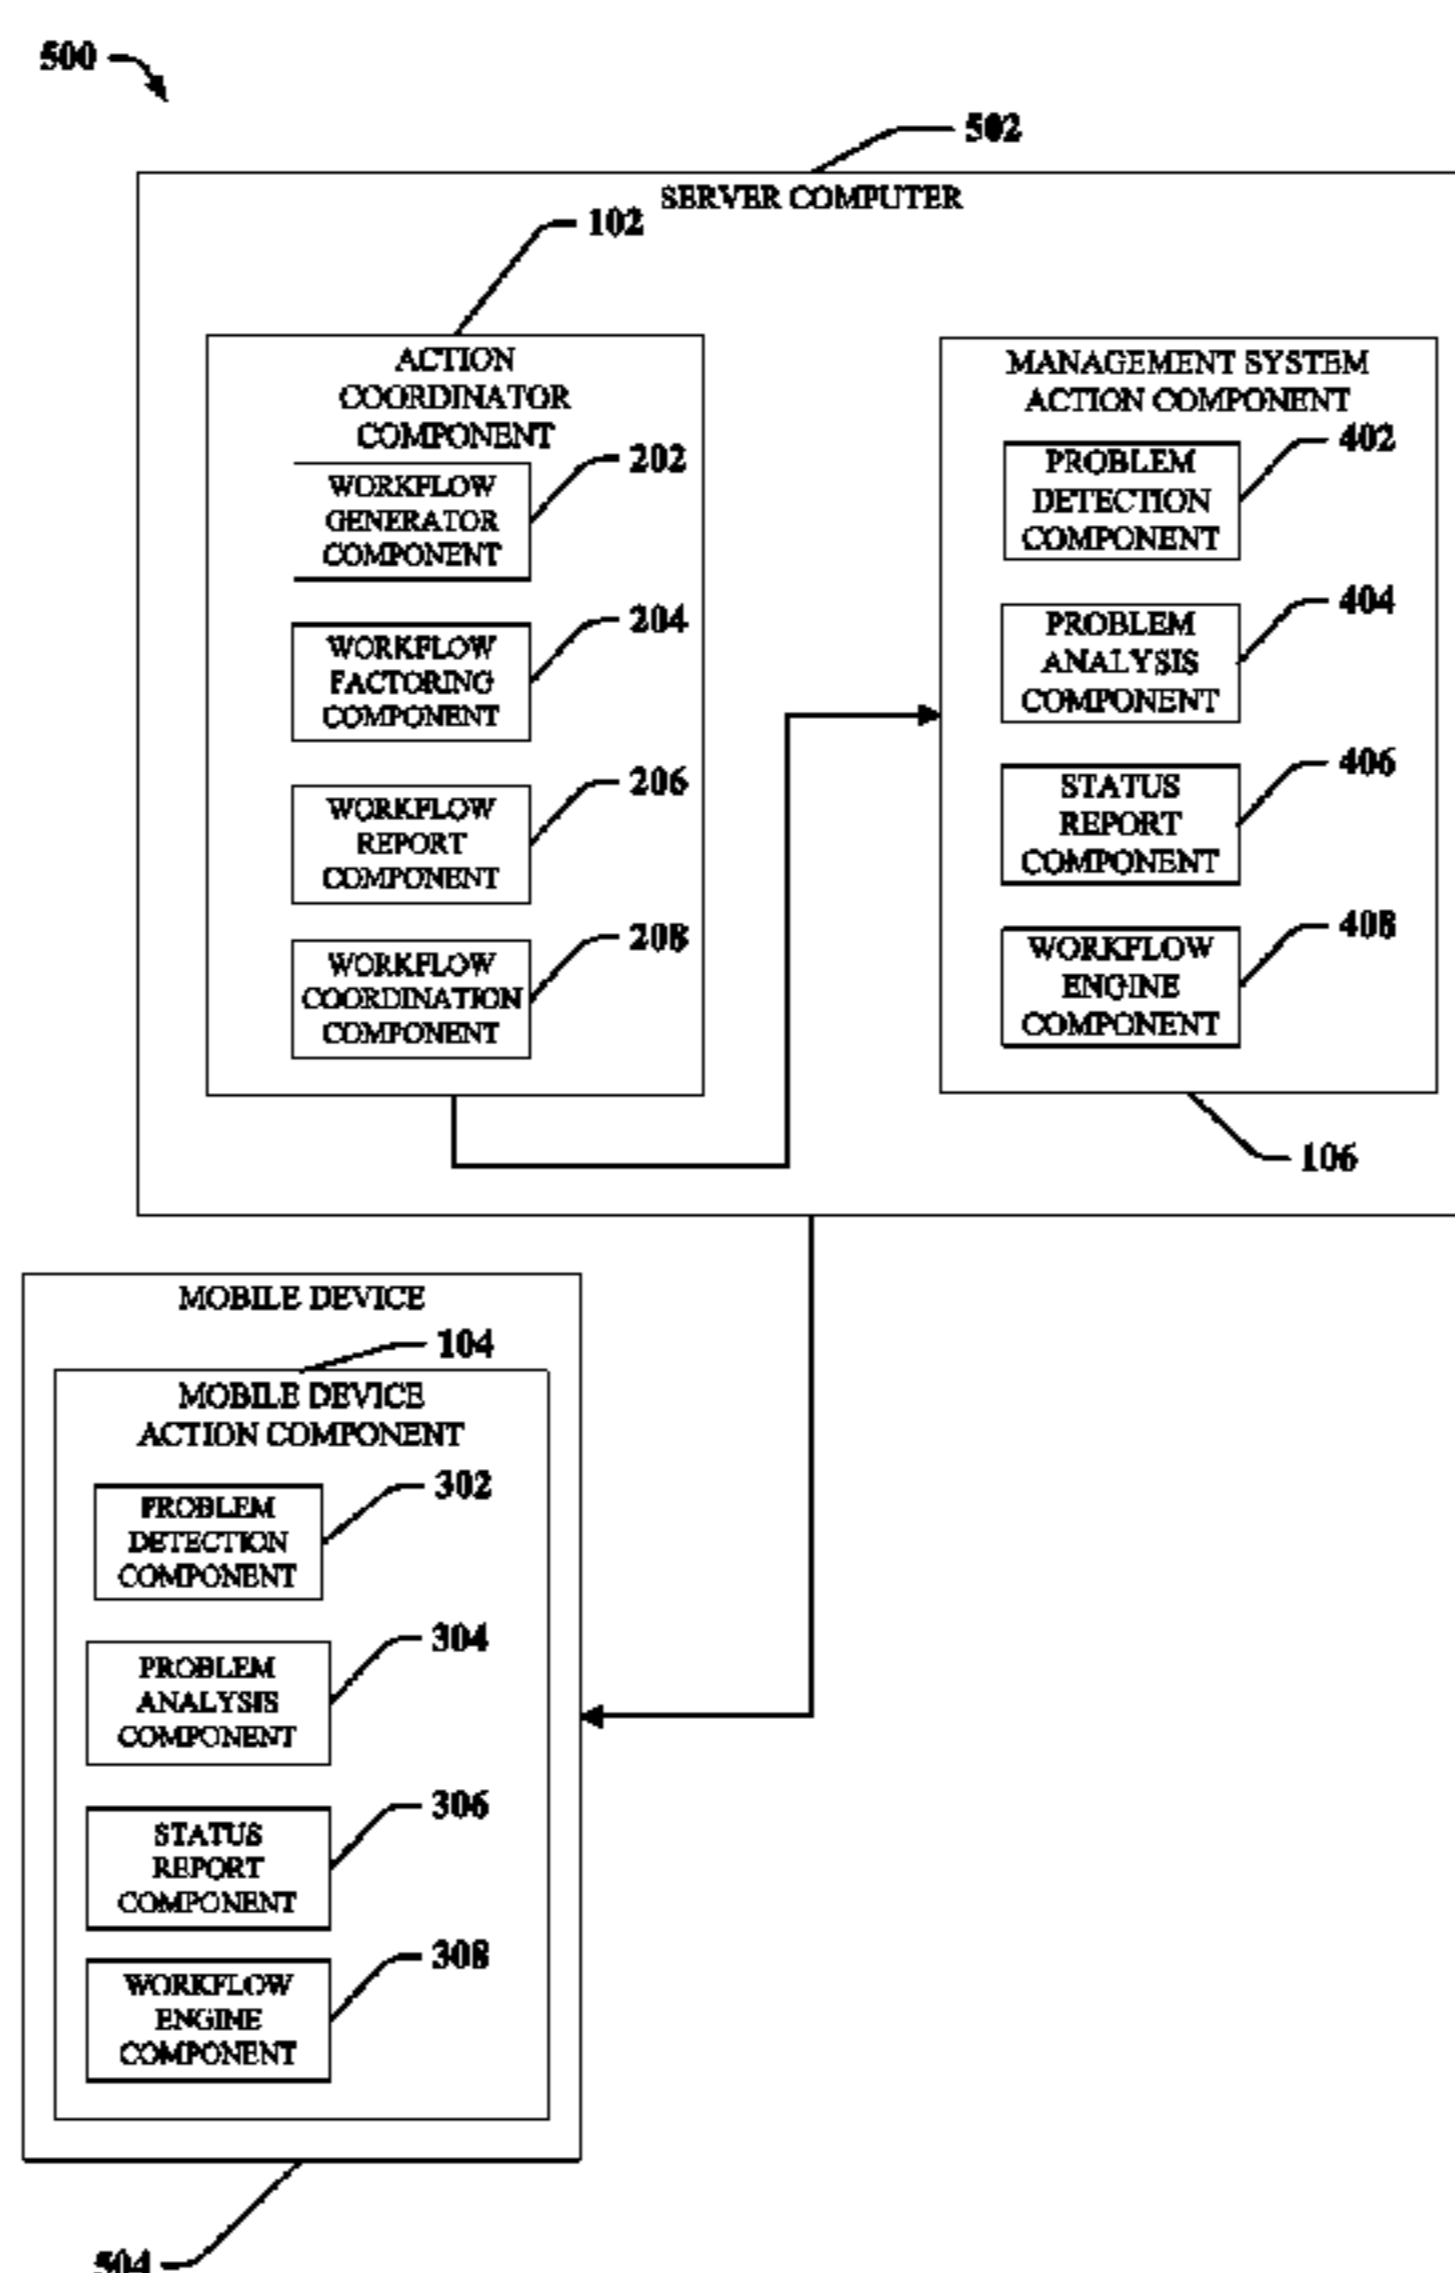 500
502
SERVER COMPUTER
102
ACTION
COORDINATOR
COMPONENT
202
WORKFLOW
GENERATOR
COMPONENT
204
WORKFLOW
FACTORING
COMPONENT
206
WORKFLOW
REPORT
COMPONENT
208
WORKFLOW
COORDINATION
COMPONENT
MANAGEMENT SYSTEM
ACTION COMPONENT
402
PROBLEM
DETECTION
COMPONENT
404
PROBLEM
ANALYSIS
COMPONENT
406
STATUS
REPORT
COMPONENT
408
WORKFLOW
ENGINE
COMPONENT
106
MOBILE DEVICE
104
MOBILE DEVICE
ACTION COMPONENT
302
PROBLEM
DETECTION
COMPONENT
304
PROBLEM
ANALYSIS
COMPONENT
306
STATUS
REPORT
COMPONENT
308
WORKFLOW
ENGINE
COMPONENT
504